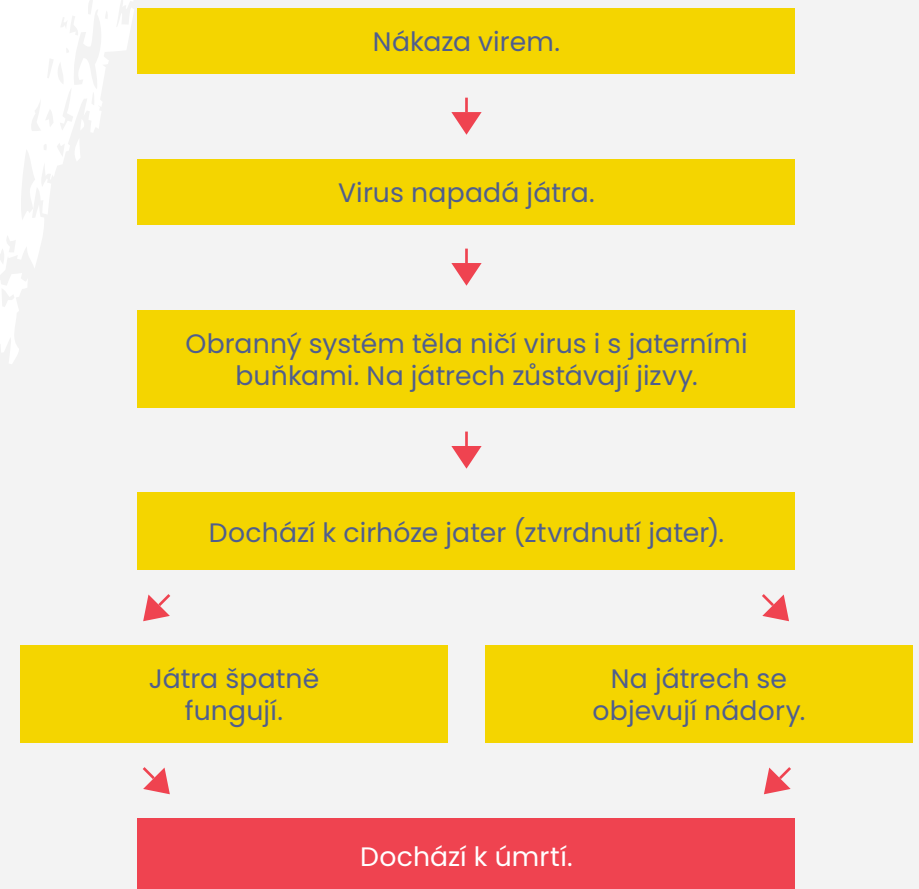 Nákaza virem.
Virus napadá játra.
Obranný systém těla ničí virus i s jaterními
buňkami. Na játrech zůstávají jizvy.
Dochází k cirhóze jater (ztvrdnutí jater).
Játra špatně
fungují.
Na játrech se
objevují nádory.
Dochází k úmrtí.